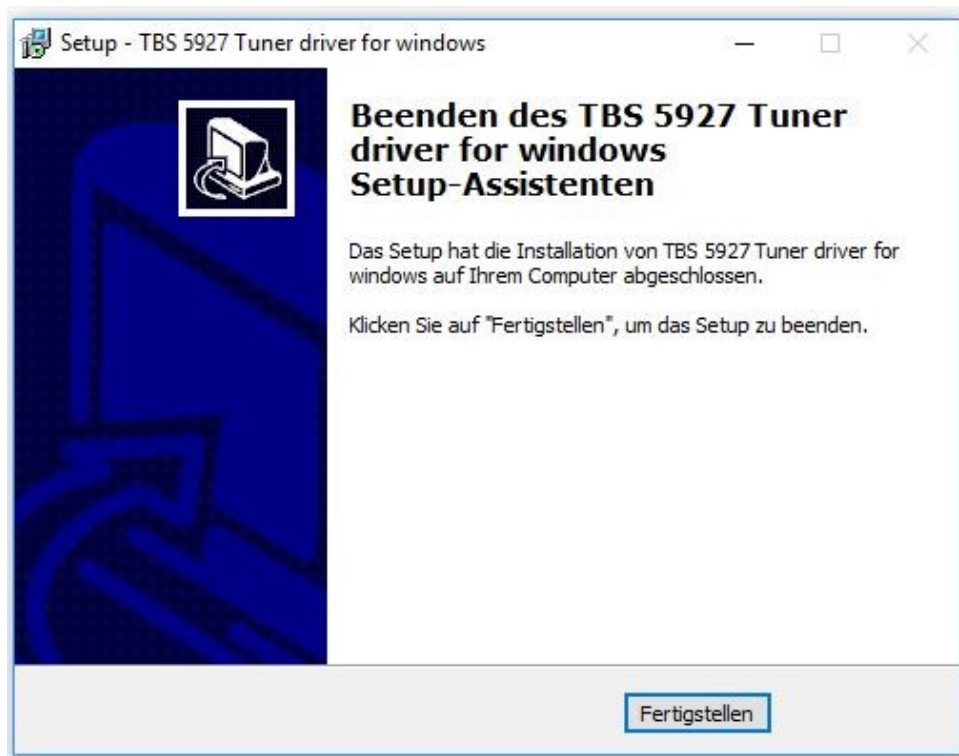 Setup - TBS 5927 Tuner driver for windows
Beenden des TBS 5927 Tuner
driver for windows
Setup-Assistenten
Das Setup hat die Installation von TBS 5927 Tuner driver for
windows auf Ihrem Computer abgeschlossen.
Klicken Sie auf "Fertigstellen", um das Setup zu beenden.
Fertigstellen